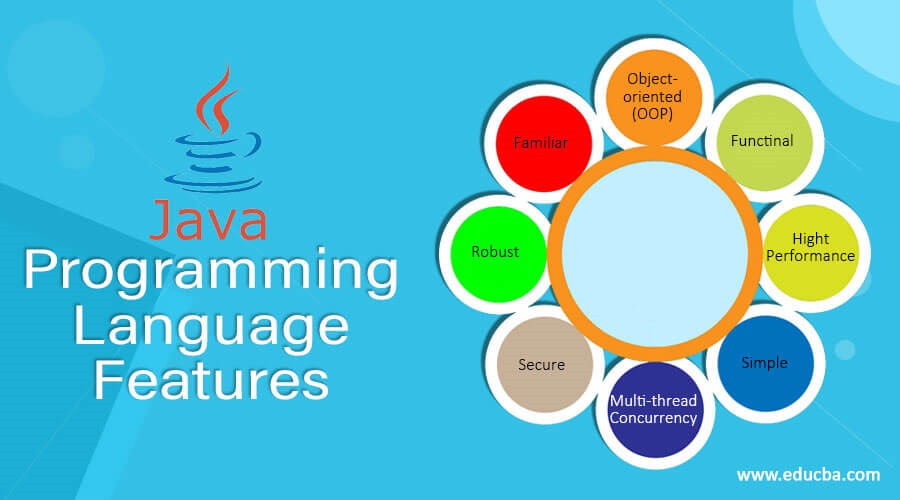 Java
Programming
Language
Features
Object-
oriented
(OOP)
Functinal
Hight
Performance
Simple
Multi-thread
Concurrency
Secure
Robust
Familiar
www.educba.com